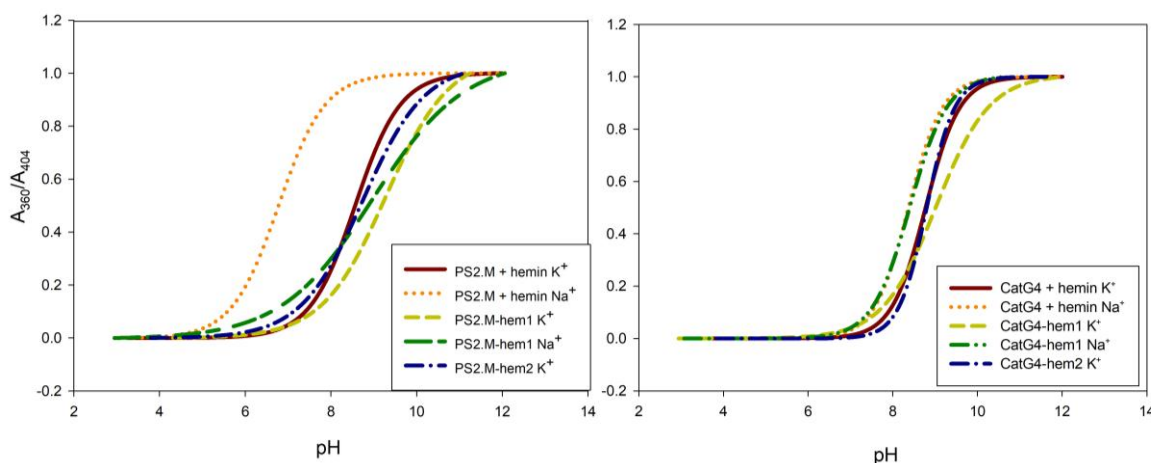 A₃₆₀/A₄₀₄
1.2
1.0
0.8
0.6
0.4
0.2
0.0
-0.2
2
4
6
8
10
12
14
pH
PS2.M + hemin K⁺
PS2.M + hemin Na⁺
PS2.M-hem1 K⁺
PS2.M-hem1 Na⁺
PS2.M-hem2 K⁺
1.2
1.0
0.8
0.6
0.4
0.2
0.0
-0.2
2
4
6
8
10
12
14
pH
CatG4 + hemin K⁺
CatG4 + hemin Na⁺
CatG4-hem1 K⁺
CatG4-hem1 Na⁺
CatG4-hem2 K⁺